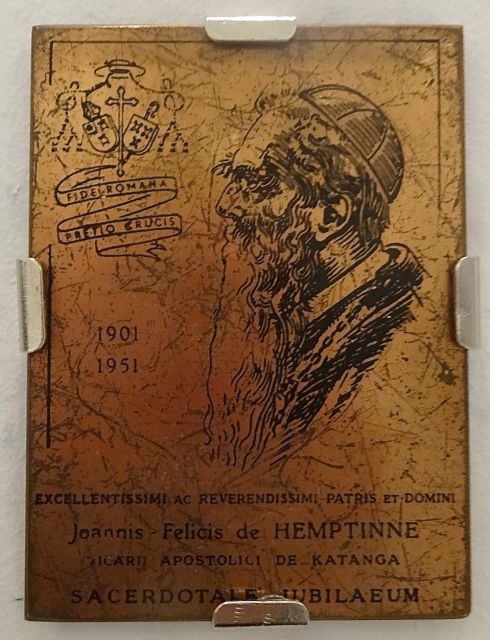 FIDEI ROMANA
PRETIO CRUCIS
1901
1951
EXCELLENTISSIMI AC REVERENDISSIMI PATRIS ET DOMINI
Joannis-Felicis de HEMPTINNE
VICARII APOSTOLICI DE KATANGA
SACERDOTALE JUBILAEUM